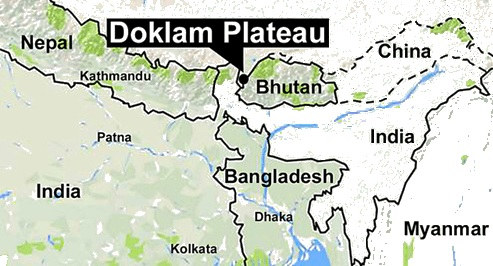 Doklam Plateau
Nepal
China
Kathmandu
Bhutan
Patna
India
Bangladesh
India
Dhaka
Myanmar
Kolkata